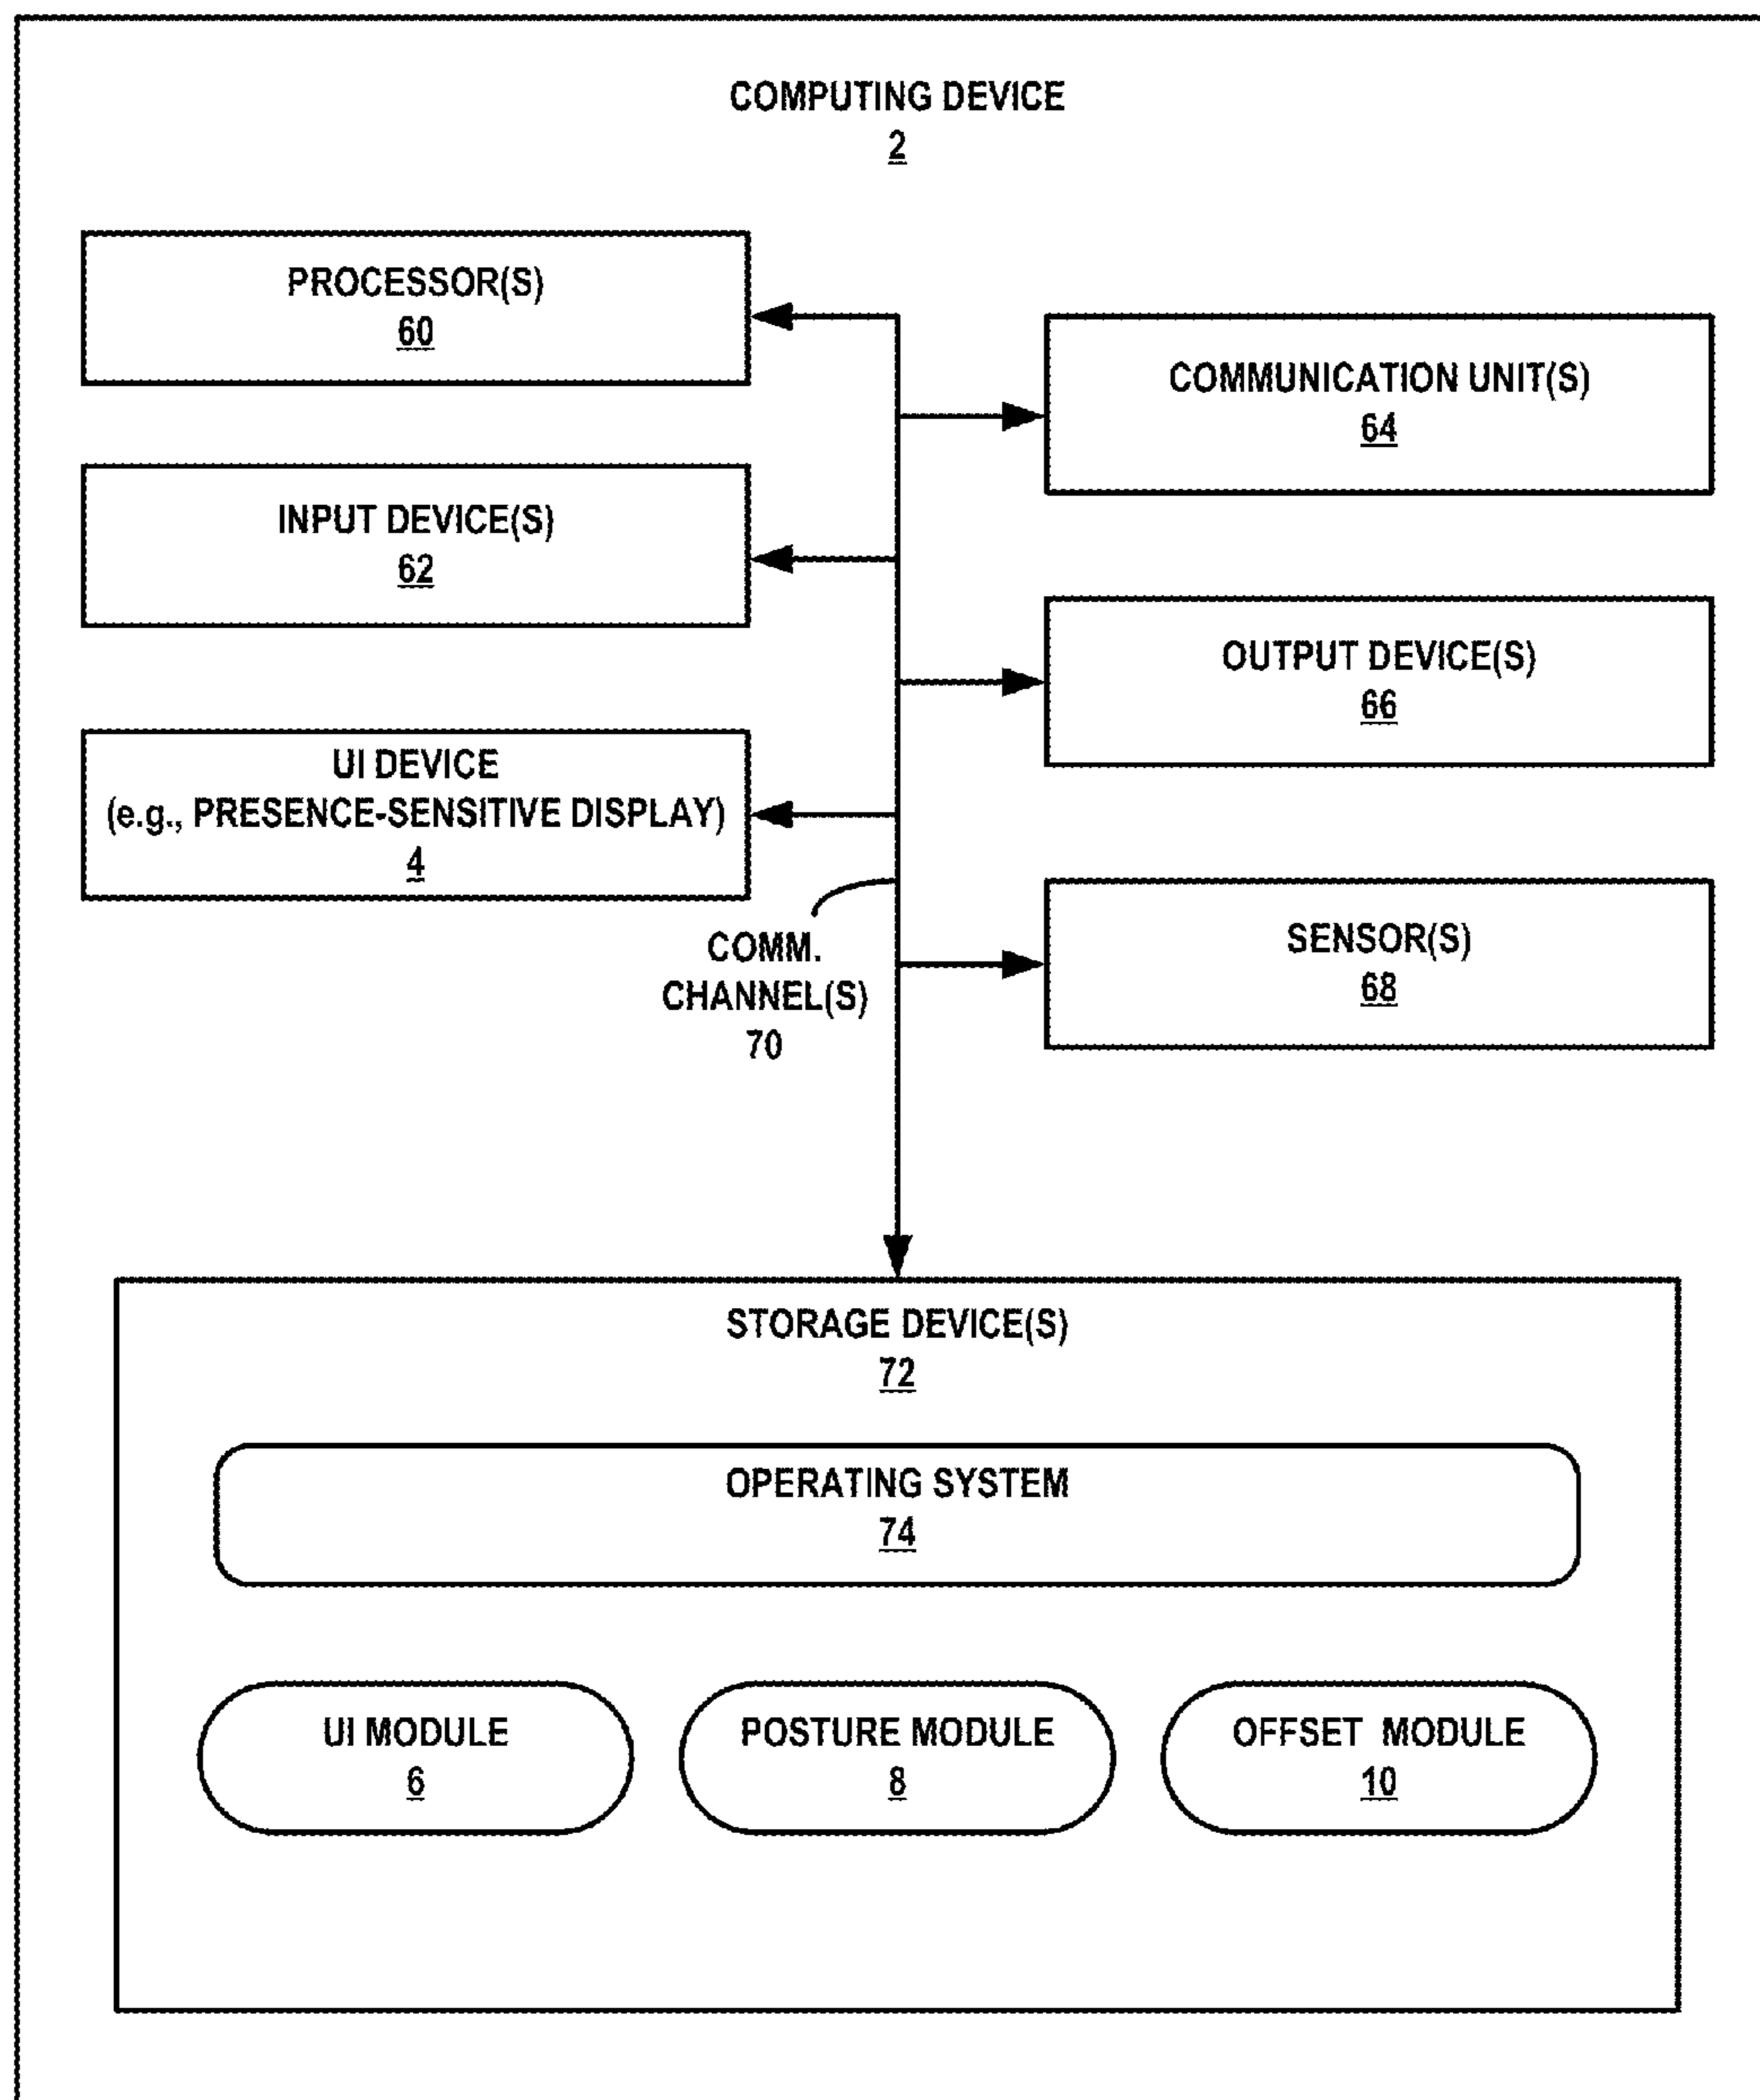 COMPUTING DEVICE
2
PROCESSOR(S)
60
COMMUNICATION UNIT(S)
64
INPUT DEVICE(S)
62
OUTPUT DEVICE(S)
66
UI DEVICE
(e.g., PRESENCE-SENSITIVE DISPLAY)
4
SENSOR(S)
68
COMM.
CHANNEL(S)
70
STORAGE DEVICE(S)
72
OPERATING SYSTEM
74
UI MODULE
6
POSTURE MODULE
8
OFFSET MODULE
10